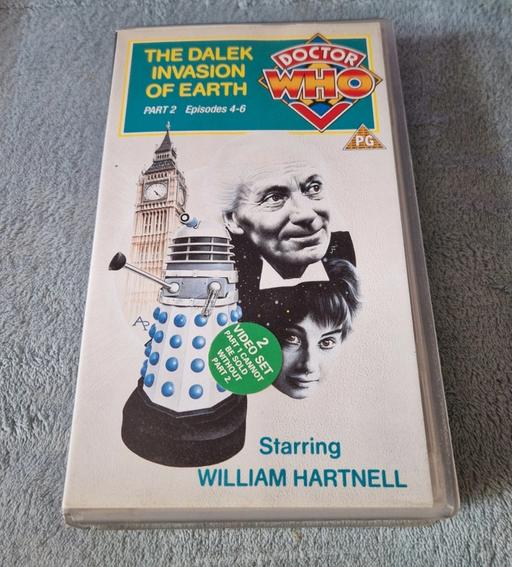 THE DALEK
INVASION
OF EARTH
PART 2 Episodes 4-6
DOCTOR
WHO
PG
2
VIDEO SET
PART 1 CANNOT
BE SOLD
WITHOUT
PART 2.
Starring
WILLIAM HARTNELL